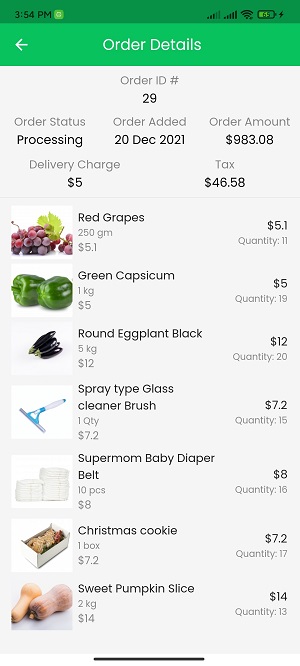 3:54 PM
65
Order Details
Order ID #
29
Order Status Order Added Order Amount
Processing 20 Dec 2021 $983.08
Delivery Charge Tax
$5 $46.58
Red Grapes
250 gm
$5.1
$5.1
Quantity: 11
Green Capsicum
1 kg
$5
$5
Quantity: 19
Round Eggplant Black
5 kg
$12
$12
Quantity: 20
Spray type Glass
cleaner Brush
1 Qty
$7.2
$7.2
Quantity: 15
Supermom Baby Diaper
Belt
10 pcs
$8
$8
Quantity: 16
Christmas cookie
1 box
$7.2
$7.2
Quantity: 17
Sweet Pumpkin Slice
2 kg
$14
$14
Quantity: 13